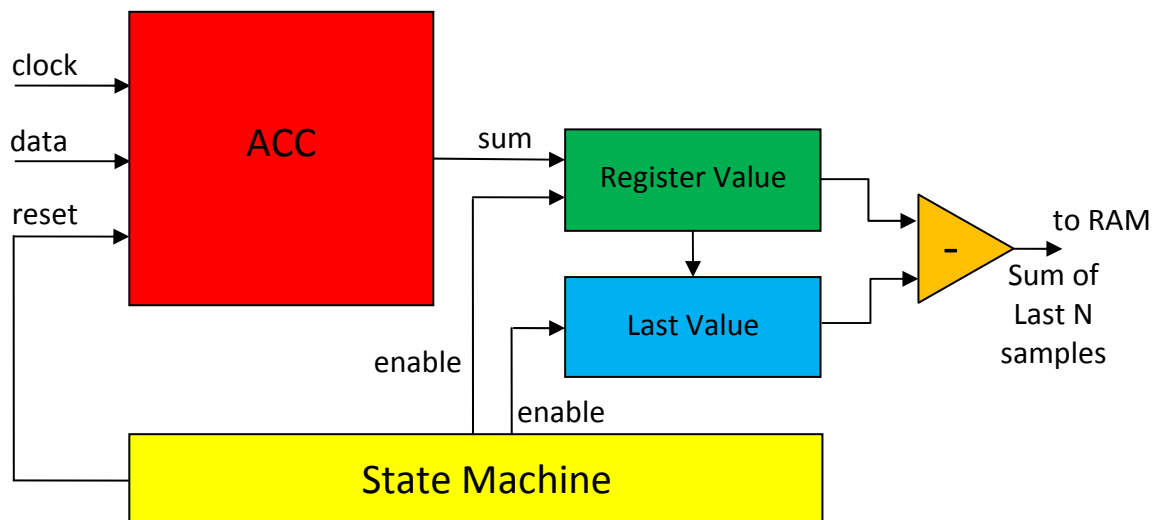 clock
data
reset
ACC
sum
Register Value
Last Value
-
to RAM
Sum of
Last N
samples
enable
enable
State Machine